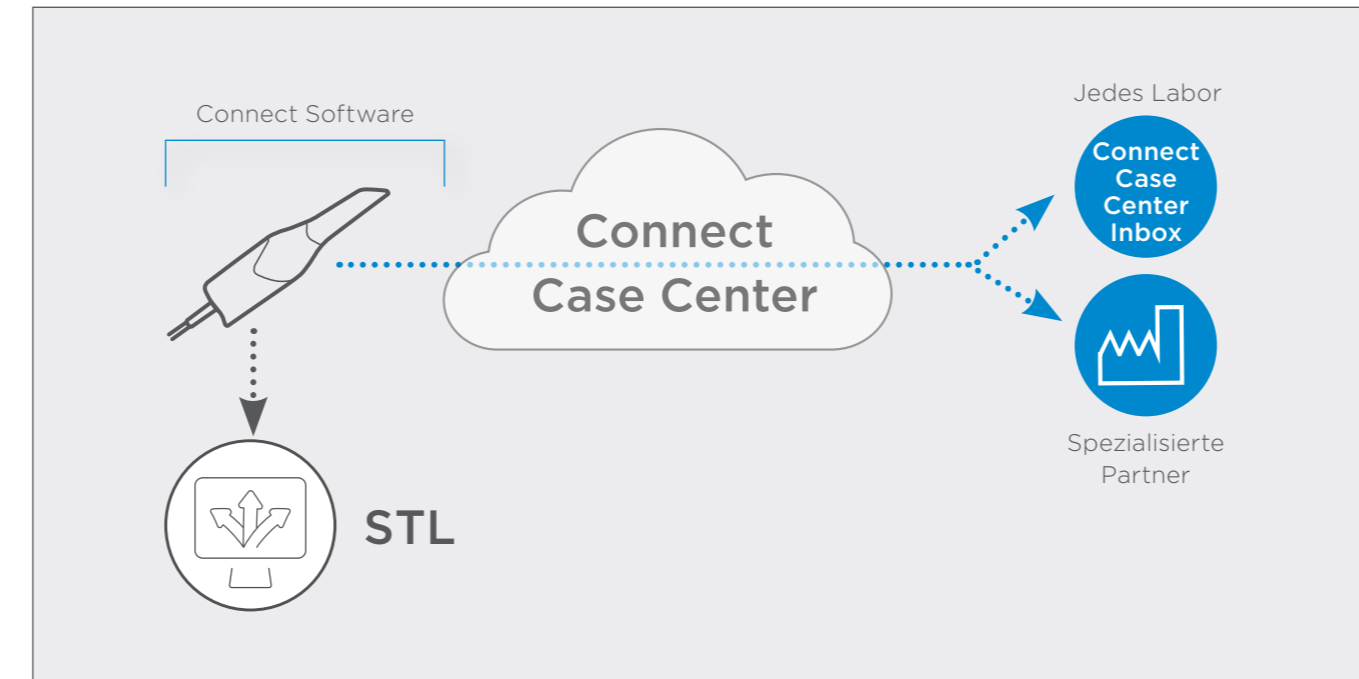 Connect Software
Connect
Case Center
STL
Jedes Labor
Connect
Case
Center
Inbox
Spezialisierte
Partner